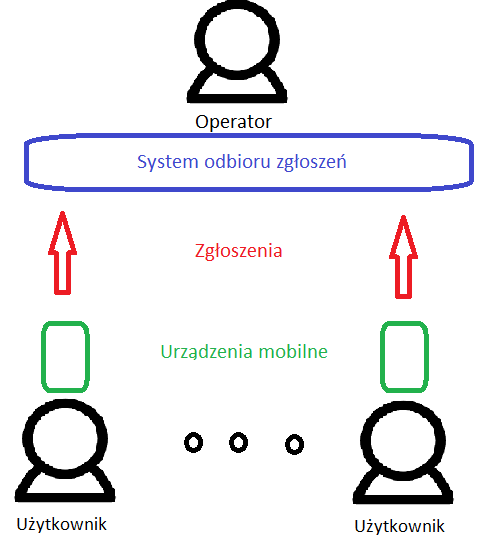 Operator
System odbioru zgłoszeń
Zgłoszenia
Urządzenia mobilne
Użytkownik
Użytkownik